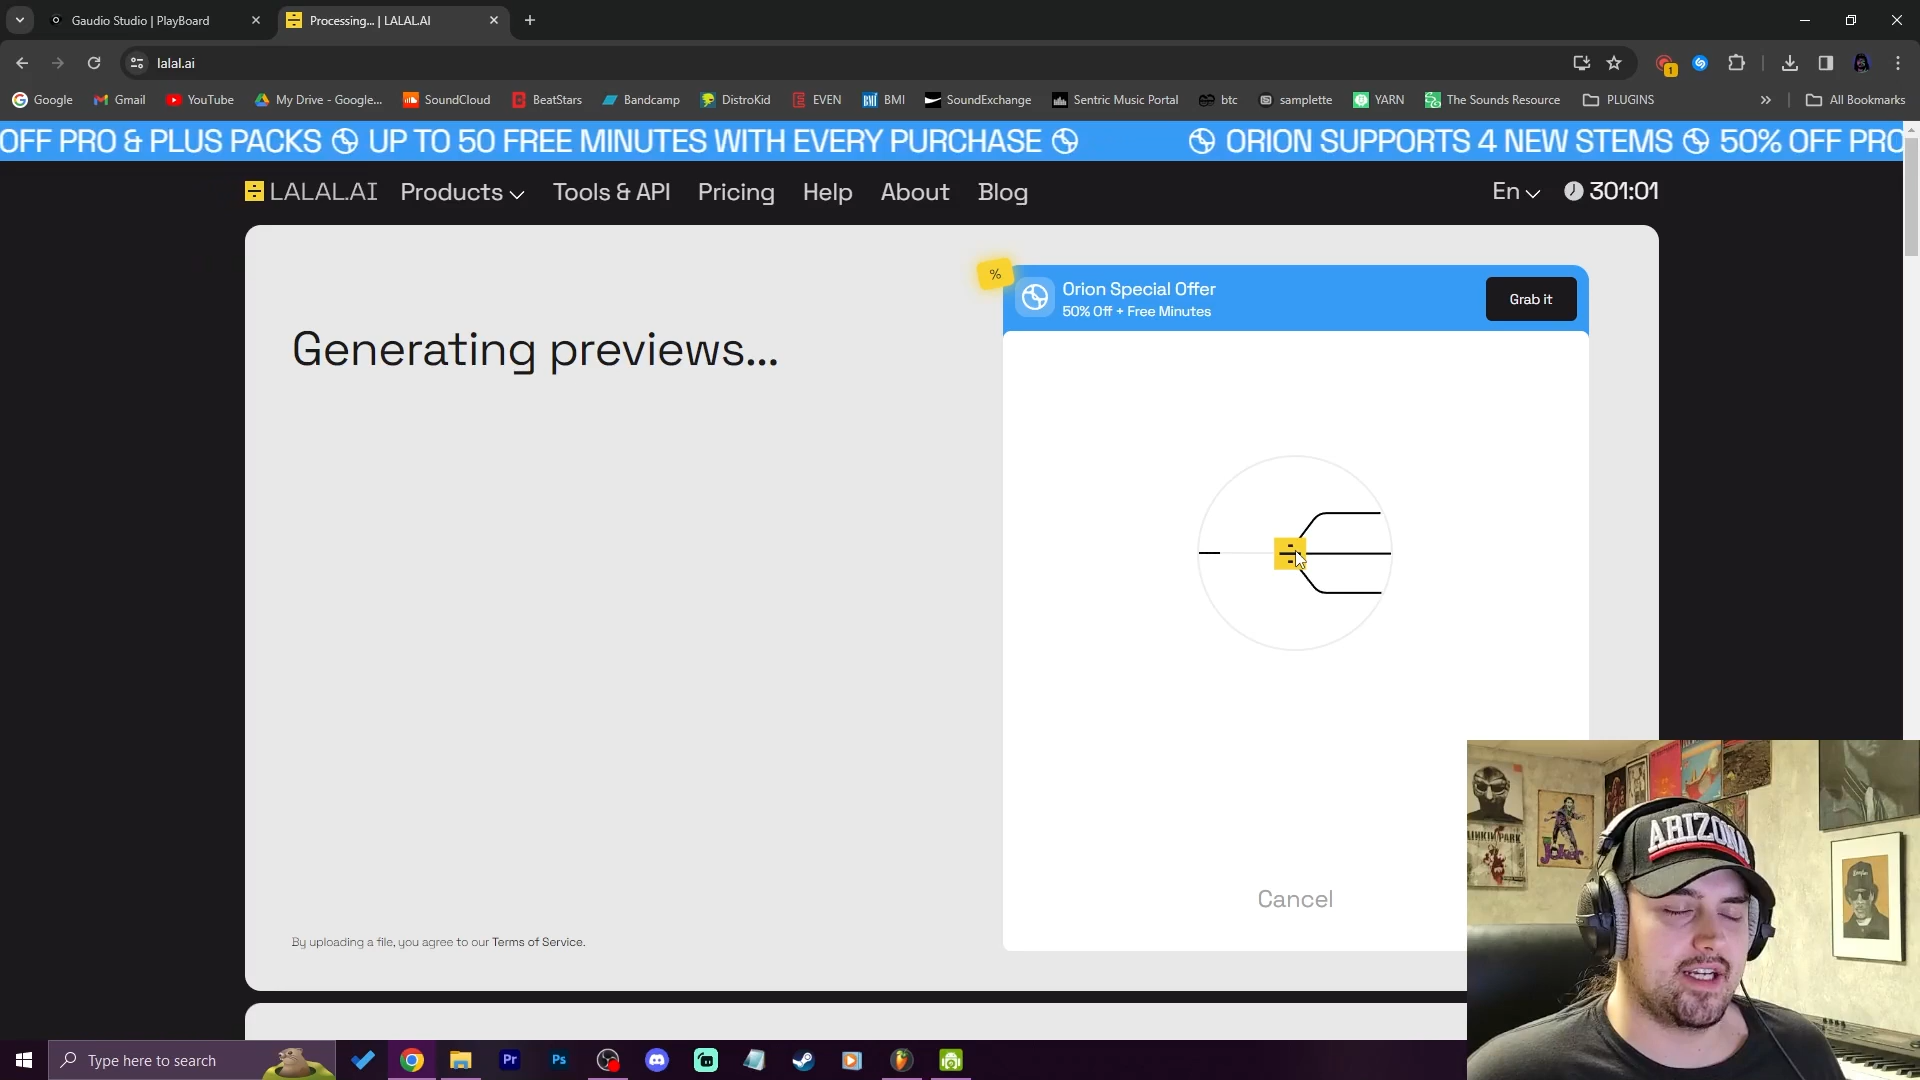 Gaudio Studio | PlayBoard
Processing... | LALAL.AI
lalal.ai
1
Google
Gmail
YouTube
My Drive - Google...
SoundCloud
BeatStars
Bandcamp
DistroKid
EVEN
BMI
SoundExchange
Sentric Music Portal
btc
samplette
YARN
The Sounds Resource
PLUGINS
»
All Bookmarks
OFF PRO & PLUS PACKS UP TO 50 FREE MINUTES WITH EVERY PURCHASE
ORION SUPPORTS 4 NEW STEMS 50% OFF PRO
LALAL.AI
Products
Tools & API
Pricing
Help
About
Blog
En
301:01
%
Orion Special Offer
50% Off + Free Minutes
Grab it
Generating previews...
Cancel
By uploading a file, you agree to our Terms of Service.
LINKIN PARK
Joker
ARIZONA
Type here to search
Pr
Ps